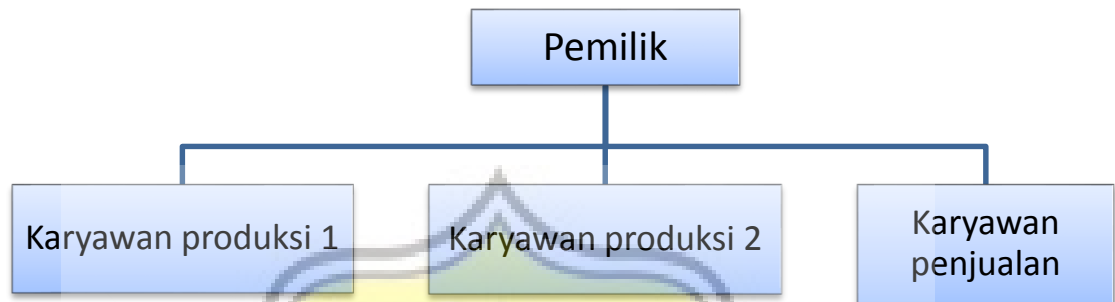 Pemilik
Karyawan produksi 1
Karyawan produksi 2
Karyawan
penjualan